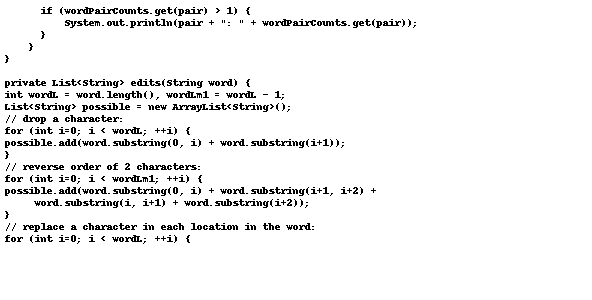 if (wordPairCounts.get(pair) > 1) {
System.out.println(pair + ": " + wordPairCounts.get(pair));
}
}
private List<String> edits(String word) {
int wordL = word.length(), wordLm1 = wordL - 1;
List<String> possible = new ArrayList<String>();
// drop a character:
for (int i=0; i < wordL; ++i) {
possible.add(word.substring(0, i) + word.substring(i+1));
}
// reverse order of 2 characters:
for (int i=0; i < wordLm1; ++i) {
possible.add(word.substring(0, i) + word.substring(i+1, i+2) +
word.substring(i, i+1) + word.substring(i+2));
}
// replace a character in each location in the word:
for (int i=0; i < wordL; ++i) {